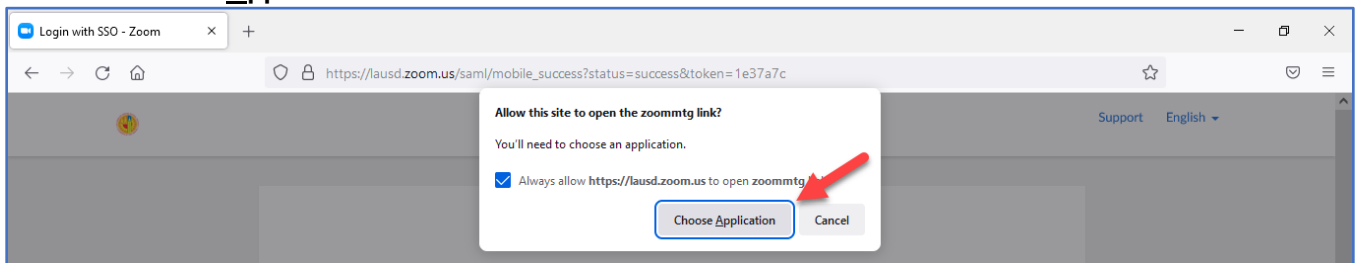 Login with SSO - Zoom
https://lausd.zoom.us/saml/mobile_success?status=success&token=1e37a7c
Allow this site to open the zoommtg link?
Support English
You'll need to choose an application.
Always allow https://lausd.zoom.us to open zoommtg
Choose Application Cancel